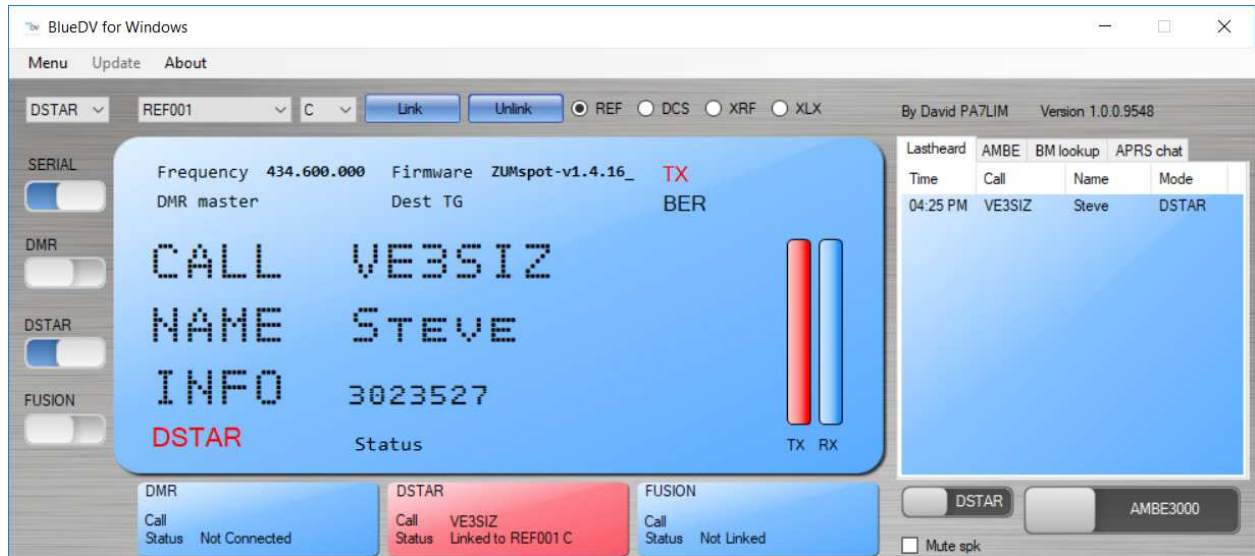 BlueDV for Windows
Menu Update About
DSTAR REF001 C Link Unlink REF DCS XRF XLX By David PA7LIM Version 1.0.0.9548
SERIAL
DMR
DSTAR
FUSION
Frequency 434.600.000 Firmware ZUMspot-v1.4.16_ TX
DMR master Dest TG BER
CALL VE3SIZ
NAME STEVE
INFO 3023527
DSTAR Status TX RX
Lastheard AMBE BM lookup APRS chat
Time Call Name Mode
04:25 PM VE3SIZ Steve DSTAR
DMR
Call
Status Not Connected
DSTAR
Call VE3SIZ
Status Linked to REF001 C
FUSION
Call
Status Not Linked
DSTAR AMBE3000
Mute spk